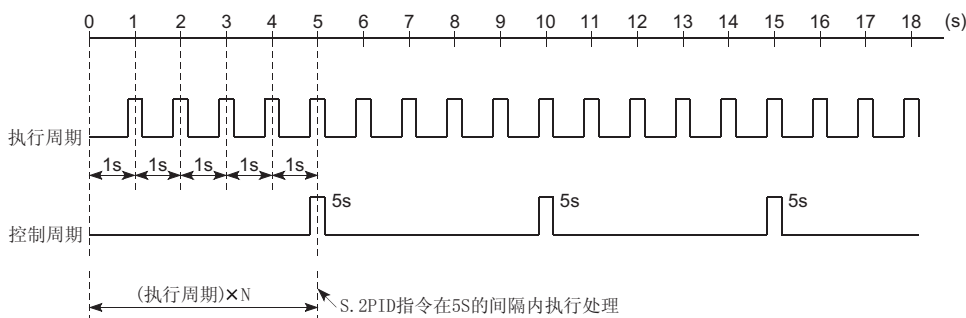 0 1 2 3 4 5 6 7 8 9 10 11 12 13 14 15 16 17 18 (s)
执行周期
1s 1s 1s 1s 1s
5s 5s 5s
控制周期
(执行周期)×N
S.2PID指令在5S的间隔内执行处理